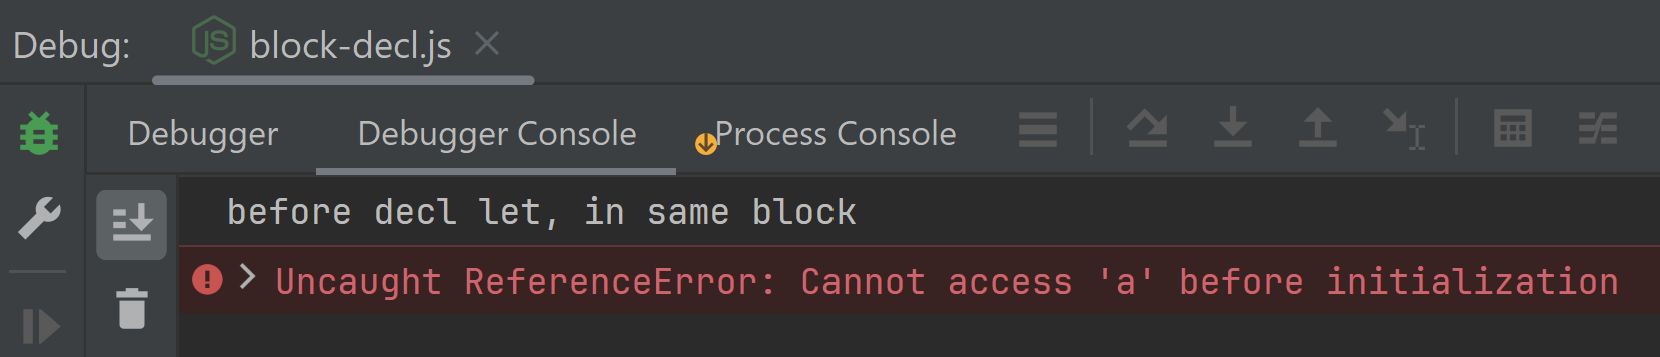 Debug: JS block-decl.js
Debugger Debugger Console Process Console
before decl let, in same block
Uncaught ReferenceError: Cannot access 'a' before initialization